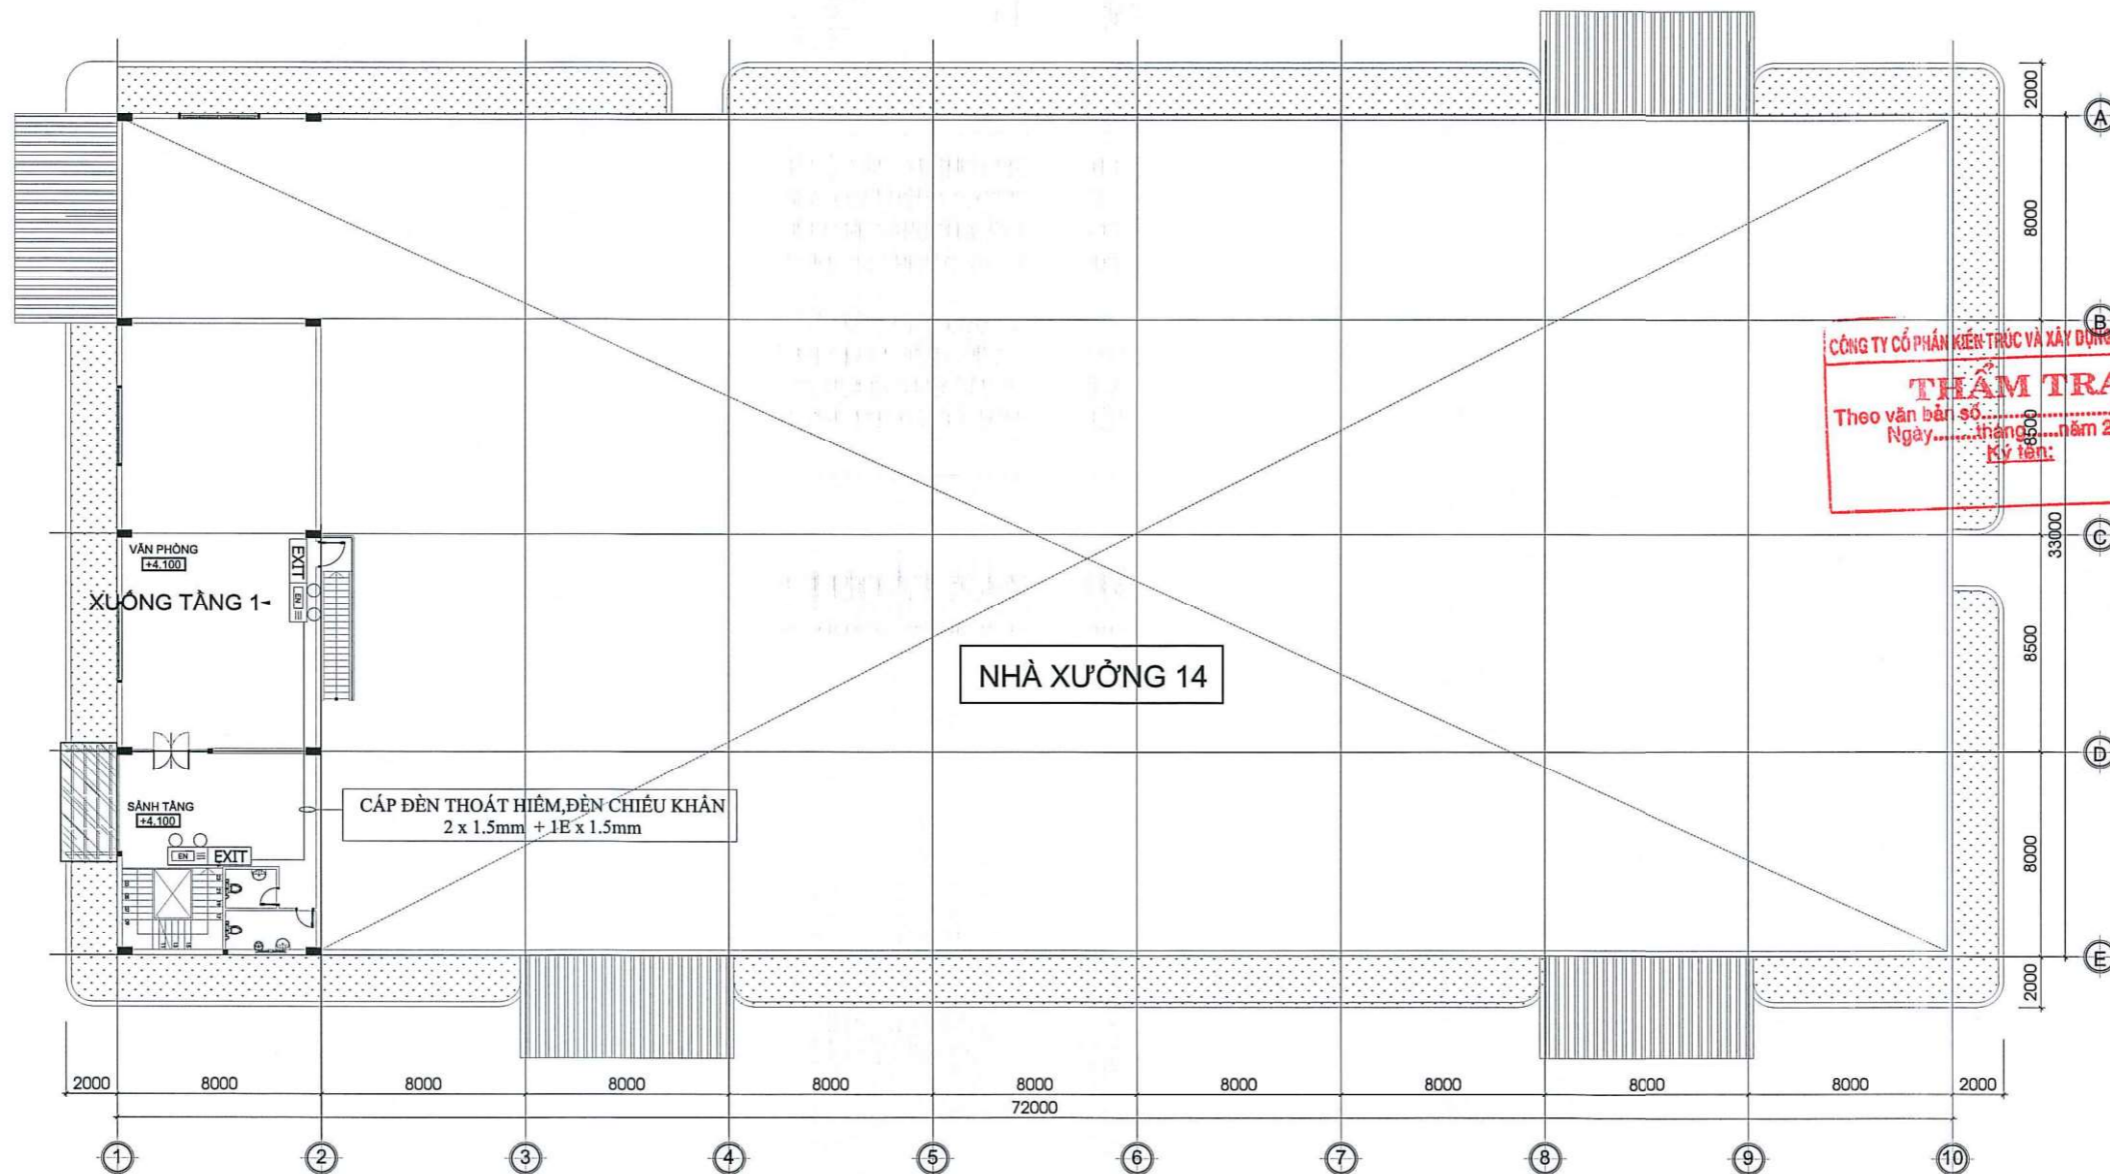 2000
A
8000
B
CÔNG TY CỔ PHẦN KIẾN TRÚC VÀ XÂY DỰNG
THẨM TRA
Theo văn bản số
8500
Ngày.........tháng......năm 2
Ký tên:
33000
C
VĂN PHÒNG
+4.100
EXIT
EN
XUỐNG TẦNG 1
8500
NHÀ XƯỞNG 14
D
SẢNH TẦNG
+4.100
CÁP ĐÈN THOÁT HIỂM,ĐÈN CHIẾU KHẨN
2 x 1.5mm + 1E x 1.5mm
EN EXIT
8000
E
2000
2000 8000 8000 8000 8000 8000 8000 8000 8000 8000 2000
72000
1 2 3 4 5 6 7 8 9 10